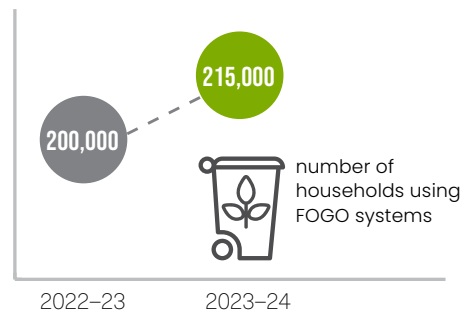 215,000
200,000
number of
households using
FOGO systems
2022–23
2023–24